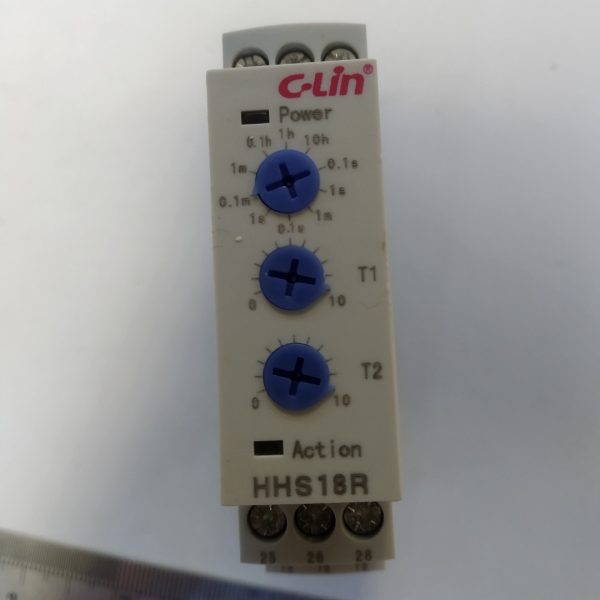 C-Lin®
Power
0.1h 1h 10h
1m 0.1s
0.1m 1s
1s 0.1s 1m
T1
0 10
T2
0 10
Action
HHS18R
25 26 28